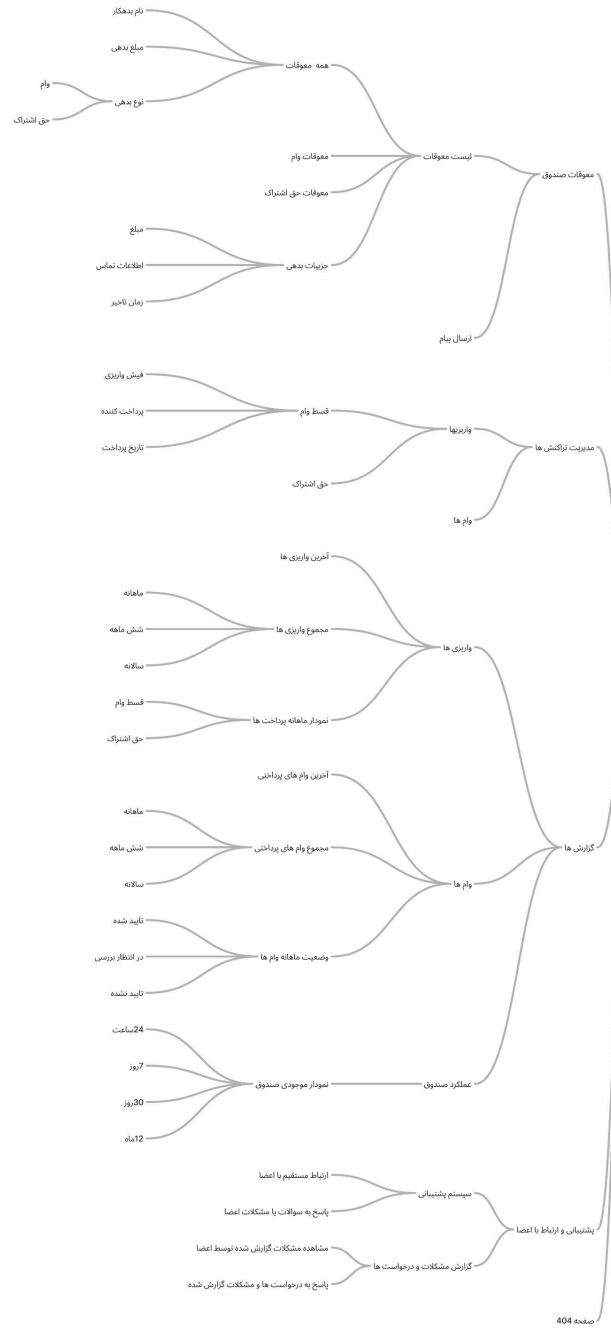 نام بدهکار
مبلغ بدهی
همه معوقات
وام
نوع بدهی
حق اشتراک
معوقات وام
لیست معوقات
معوقات صندوق
معوقات حق اشتراک
مبلغ
اطلاعات تماس
جزییات بدهی
زمان تاخیر
ارسال پیام
فیش واریزی
پرداخت کننده
قسط وام
واریزیها
تاریخ پرداخت
مدیریت تراکنش ها
حق اشتراک
وام ها
آخرین واریزی ها
ماهانه
شش ماهه
مجموع واریزی ها
واریزی ها
سالانه
قسط وام
نمودار ماهانه پرداخت ها
حق اشتراک
آخرین وام های پرداختی
ماهانه
شش ماهه
مجموع وام های پرداختی
گزارش ها
سالانه
وام ها
تایید شده
در انتظار بررسی
وضعیت ماهانه وام ها
تایید نشده
24ساعت
7روز
نمودار موجودی صندوق
عملکرد صندوق
30روز
12ماه
ارتباط مستقیم با اعضا
سیستم پشتیبانی
پاسخ به سوالات یا مشکلات اعضا
پشتیبانی و ارتباط با اعضا
مشاهده مشکلات گزارش شده توسط اعضا
گزارش مشکلات و درخواست ها
پاسخ به درخواست ها و مشکلات گزارش شده
صفحه 404